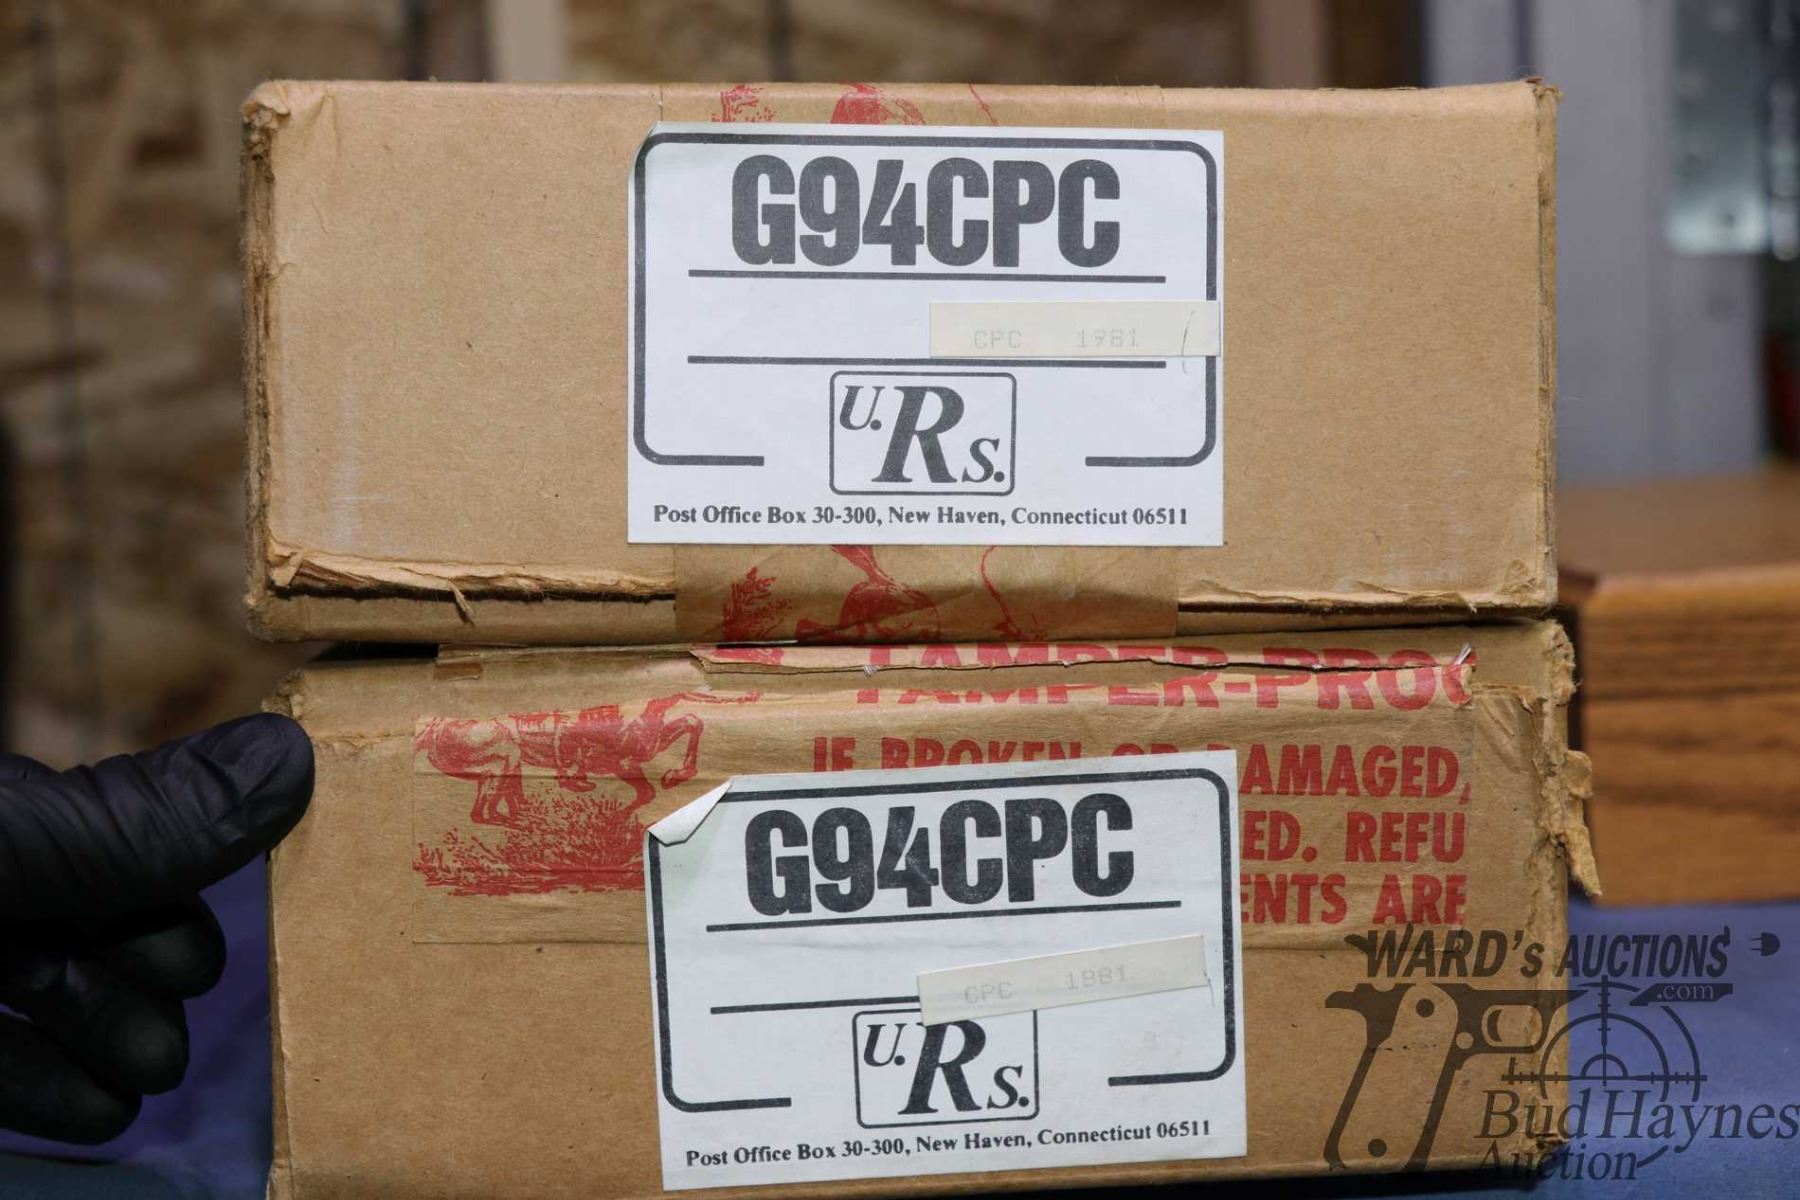 G94CPC
CPC 1981
U.Rs.
Post Office Box 30-300, New Haven, Connecticut 06511
TAMPER-PROO
IF BROKEN OR DAMAGED,
ED. REFU
ENTS ARE
G94CPC
CPC 1881
U.Rs.
Post Office Box 30-300, New Haven, Connecticut 06511
WARD's AUCTIONS
.com
Bud Haynes
Auction